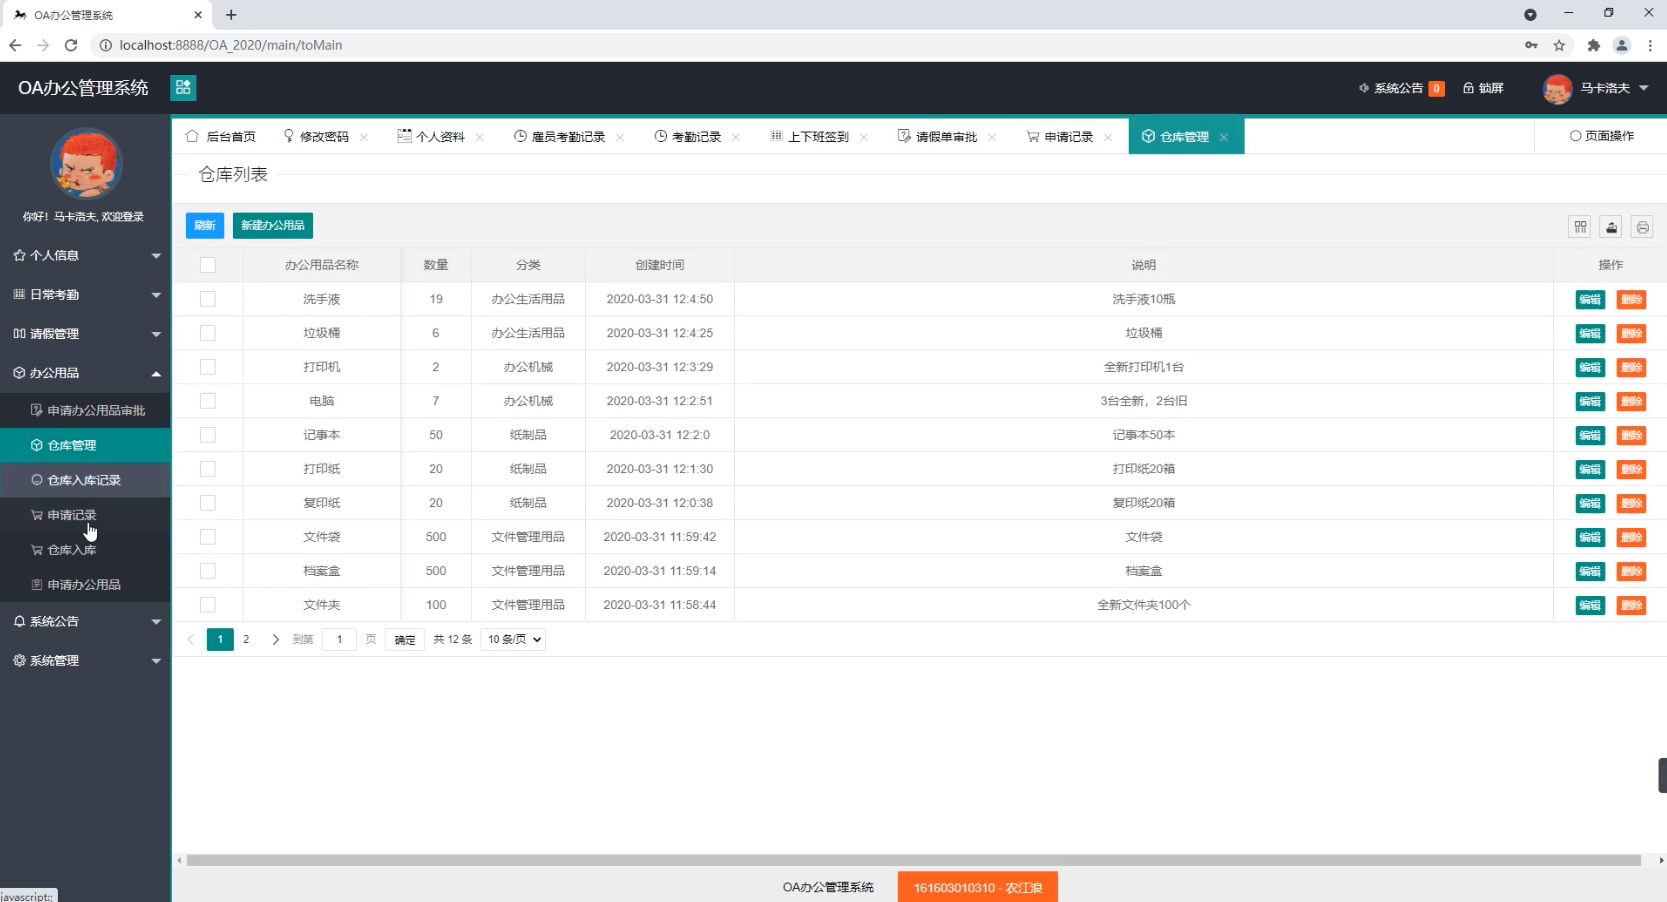 OA办公管理系统
localhost:8888/OA_2020/main/toMain
OA办公管理系统
系统公告 0 锁屏 马卡洛夫
你好！马卡洛夫, 欢迎登录
个人信息
日常考勤
请假管理
办公用品
申请办公用品审批
仓库管理
仓库入库记录
申请记录
仓库入库
申请办公用品
系统公告
系统管理
后台首页 修改密码 个人资料 雇员考勤记录 考勤记录 上下班签到 请假单审批 申请记录 仓库管理 页面操作
仓库列表
刷新 新建办公用品
办公用品名称 数量 分类 创建时间 说明 操作
洗手液 19 办公生活用品 2020-03-31 12:4:50 洗手液10瓶 编辑 删除
垃圾桶 6 办公生活用品 2020-03-31 12:4:25 垃圾桶 编辑 删除
打印机 2 办公机械 2020-03-31 12:3:29 全新打印机1台 编辑 删除
电脑 7 办公机械 2020-03-31 12:2:51 3台全新，2台旧 编辑 删除
记事本 50 纸制品 2020-03-31 12:2:0 记事本50本 编辑 删除
打印纸 20 纸制品 2020-03-31 12:1:30 打印纸20箱 编辑 删除
复印纸 20 纸制品 2020-03-31 12:0:38 复印纸20箱 编辑 删除
文件袋 500 文件管理用品 2020-03-31 11:59:42 文件袋 编辑 删除
档案盒 500 文件管理用品 2020-03-31 11:59:14 档案盒 编辑 删除
文件夹 100 文件管理用品 2020-03-31 11:58:44 全新文件夹100个 编辑 删除
1 2 到第 1 页 确定 共 12 条 10 条/页
OA办公管理系统 161603010310 - 农江浪
javascript:;